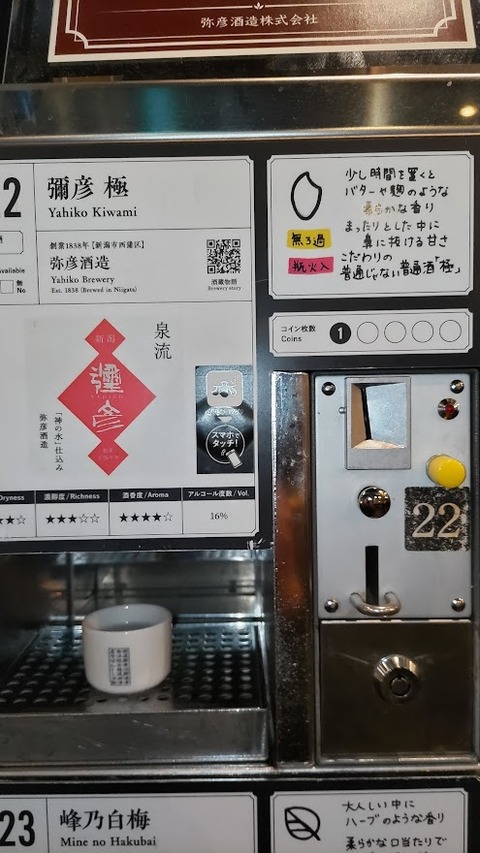 弥彦酒造株式会社
2
彌彦 極
Yahiko Kiwami
創業1838年【新潟市西蒲区】
弥彦酒造
Yahiko Brewery
Est. 1838 (Brewed in Niigata)
酒蔵物語
Brewery story
vailable
無
No
泉流
新潟
彌彦
YAHIKO
「神の水」仕込み
弥彦酒造
スマホで
タッチ!
Dryness
濃醇度/Richness
酒香度/Aroma
アルコール度数/Vol.
★☆
★★★☆☆
★★★★☆
16%
少し時間を置くと
バターや麹のような
柔らかな香り
まったりとした中に
鼻に抜ける甘さ
こだわりの
普通じゃない普通酒「極」
無ろ過
瓶火入
コイン枚数
Coins
1
22
23
峰乃白梅
Mine no Hakubai
大人しい中に
ハーブのような香り
柔らかな口当たりで